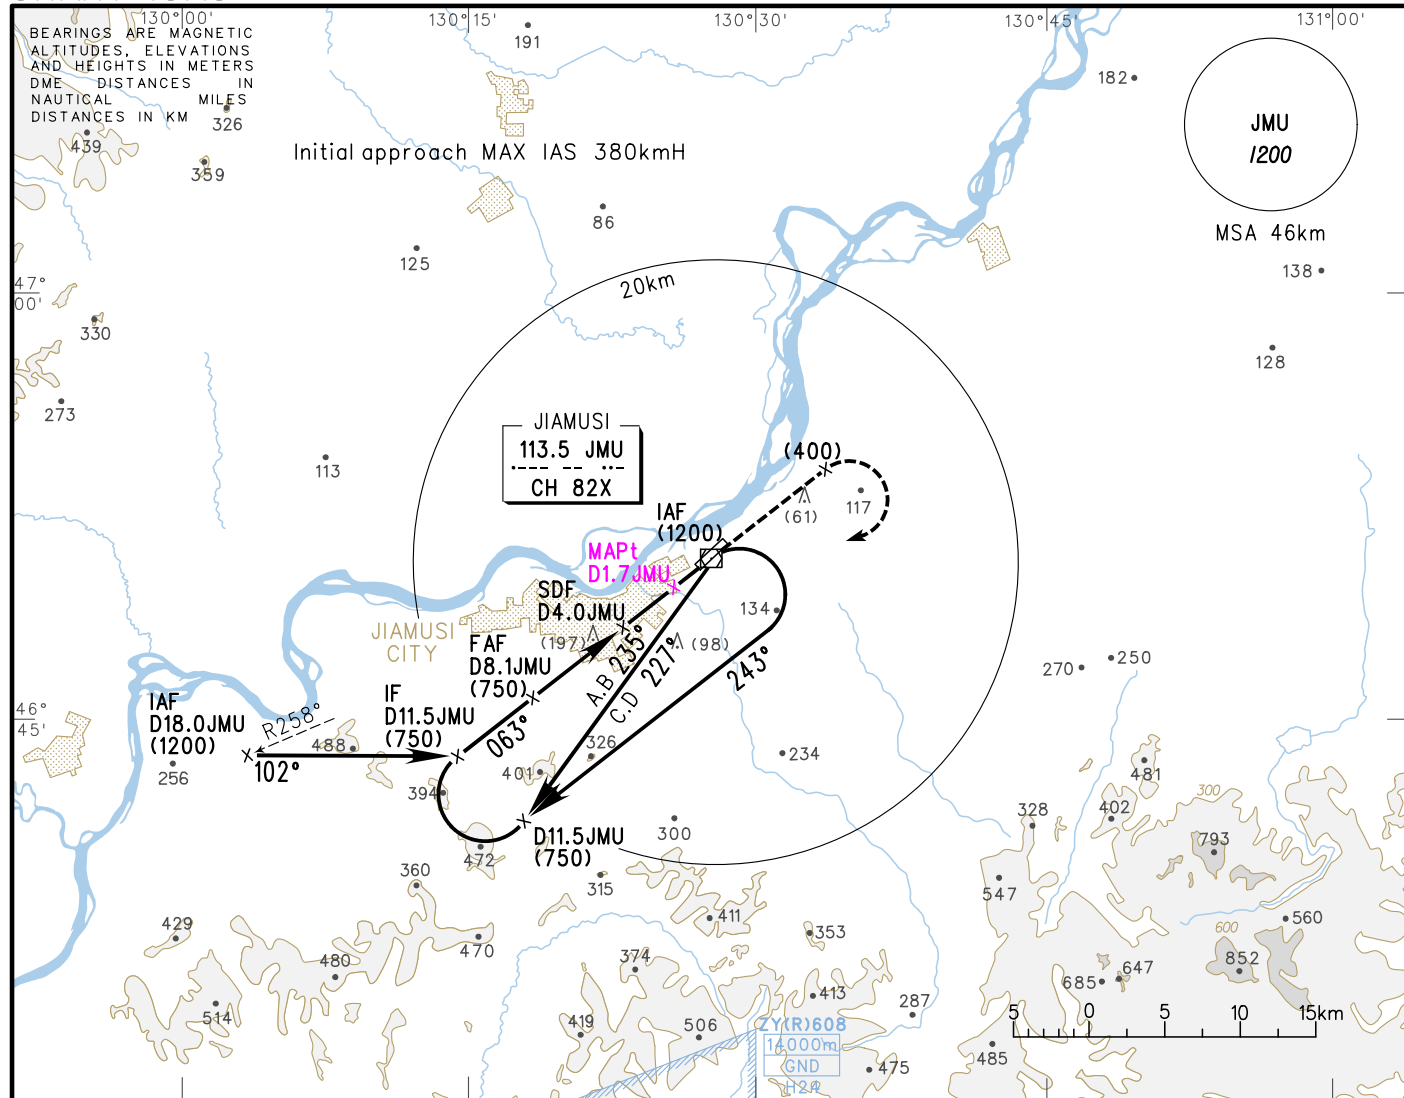 130°00'
130°15'
130°30'
130°45'
131°00'
BEARINGS ARE MAGNETIC
ALTITUDES, ELEVATIONS
AND HEIGHTS IN METERS
DME DISTANCES IN
NAUTICAL MILES
DISTANCES IN KM
191
182
326
439
359
Initial approach MAX IAS 380kmH
JMU
1200
MSA 46km
86
125
138
47°
00'
20km
330
128
273
JIAMUSI
113.5 JMU
CH 82X
113
(400)
117
(61)
IAF
(1200)
MAPt
D1.7JMU
SDF
D4.0JMU
134
JIAMUSI
CITY
(197)
(98)
FAF
D8.1JMU
(750)
A.B 235°
C.D 227°
243°
270
250
46°
45'
IAF
D18.0JMU
(1200)
R258°
IF
D11.5JMU
(750)
063°
488
102°
256
326
401
234
481
394
300
328
402
300
793
D11.5JMU
(750)
472
360
315
547
429
411
560
353
470
600
852
480
374
647
685
514
413
287
419
506
ZY(R)608
14000m
GND
H24
475
485
5 0 5 10 15km